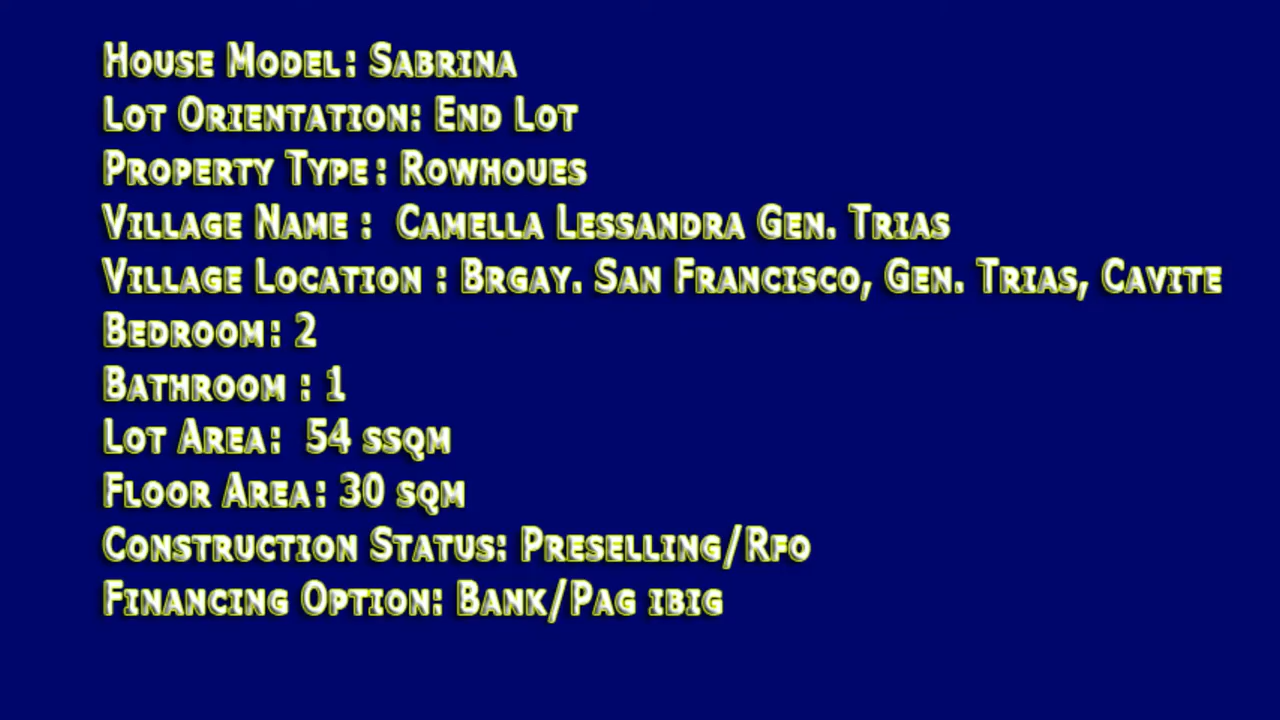 House Model: Sabrina
Lot Orientation: End Lot
Property Type: Rowhoues
Village Name : Camella Lessandra Gen. Trias
Village Location : Brgay. San Francisco, Gen. Trias, Cavite
Bedroom: 2
Bathroom : 1
Lot Area: 54 ssqm
Floor Area: 30 sqm
Construction Status: Preselling/Rfo
Financing Option: Bank/Pag ibig